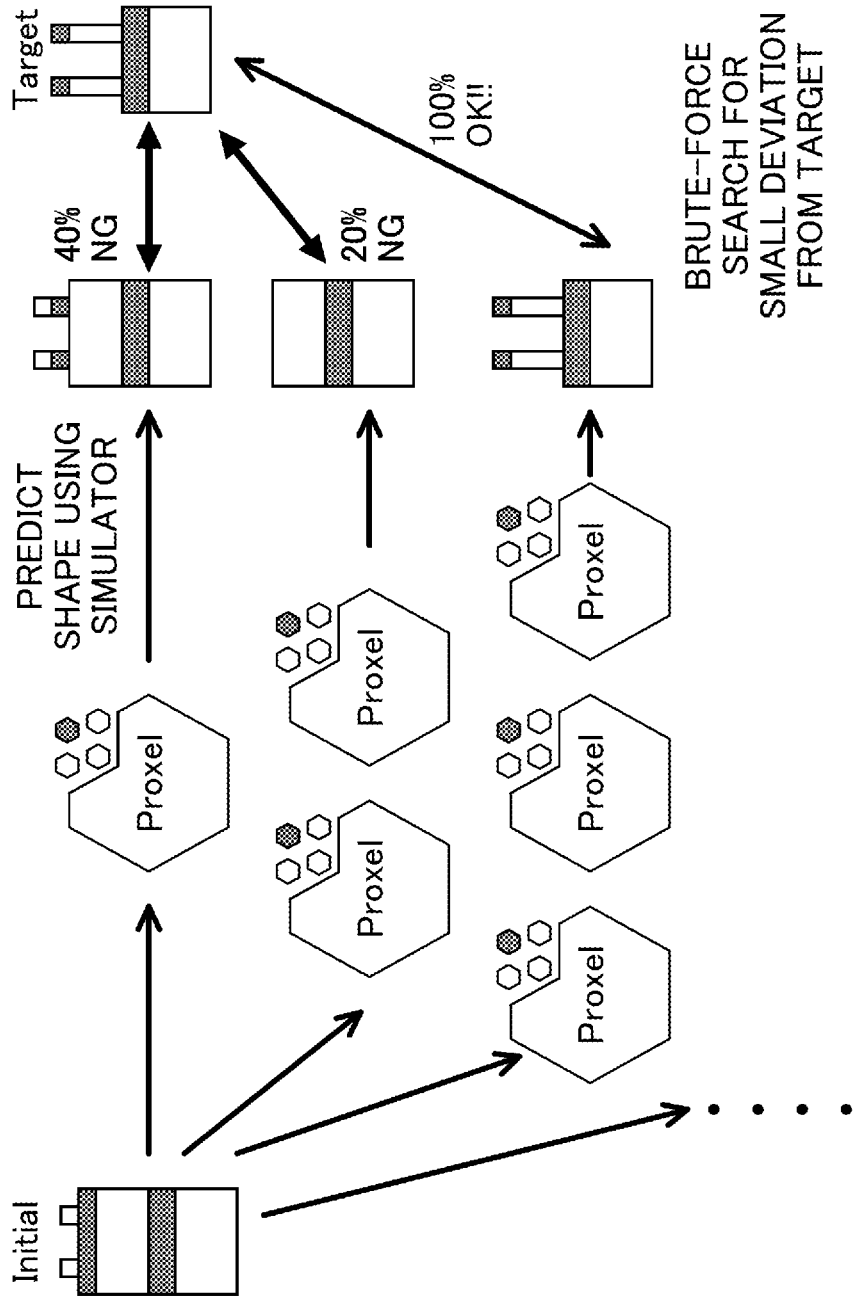 Initial
PREDICT
SHAPE USING
SIMULATOR
Target
Proxel
40%
NG
Proxel
Proxel
20%
NG
Proxel
Proxel
Proxel
100%
OK!!
BRUTE-FORCE
SEARCH FOR
SMALL DEVIATION
FROM TARGET